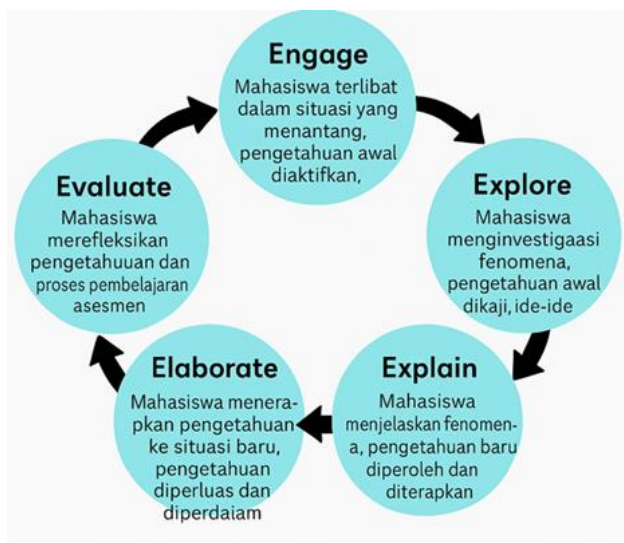 Engage
Mahasiswa terlibat
dalam situasi yang
menantang,
pengetahuan awal
diaktifkan,
Explore
Mahasiswa
menginvestigaasi
fenomena,
pengetahuan awal
dikaji, ide-ide
Explain
Mahasiswa
menjelaskan fenomen-
a, pengetahuan baru
diperoleh dan
diterapkan
Elaborate
Mahasiswa menera-
pkan pengetahuan
ke situasi baru,
pengetahuan
diperluas dan
diperdaiam
Evaluate
Mahasiswa
merefleksikan
pengetahuuan dan
proses pembelajaran
asesmen